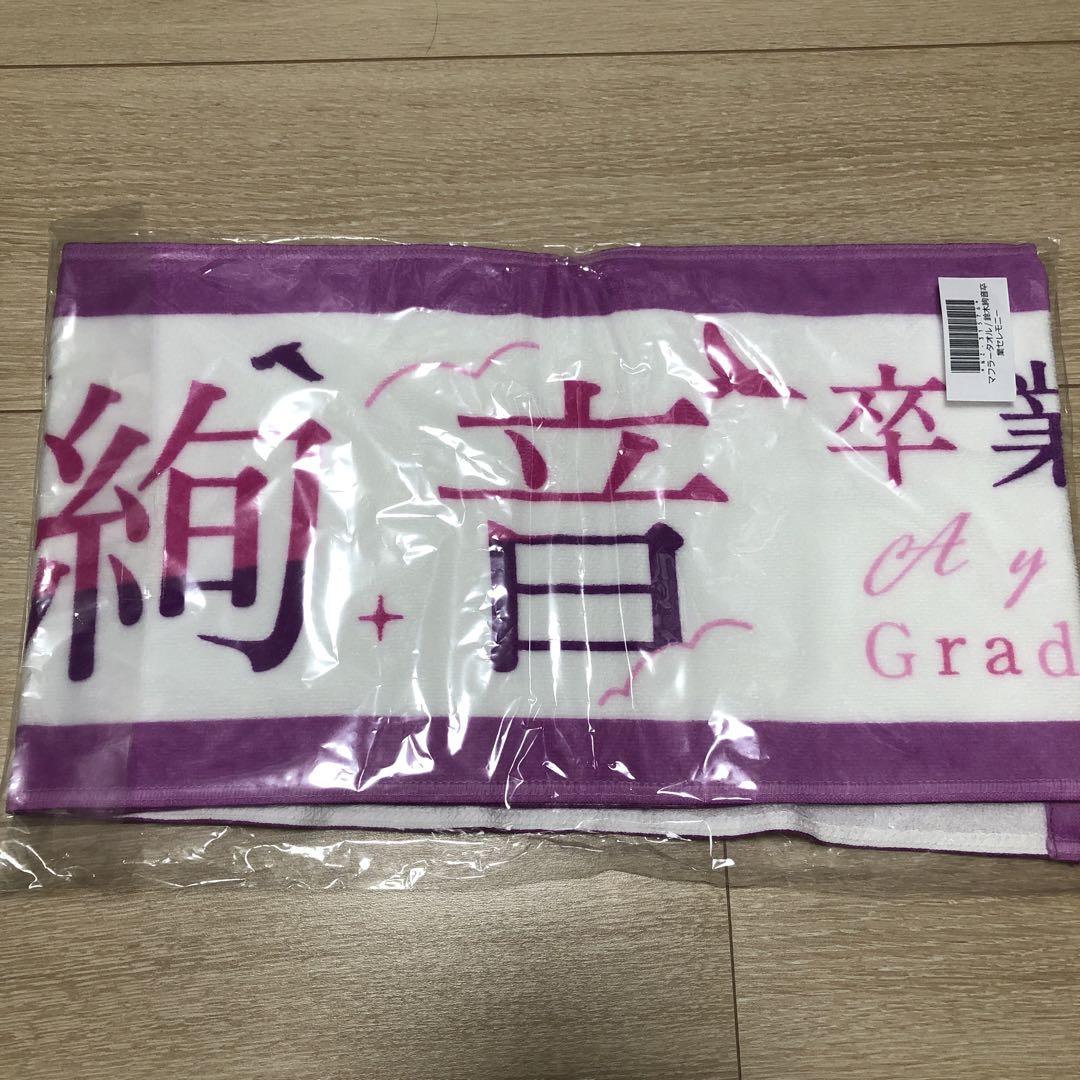 絢音
卒業
Ay
Grad
マフラータオル/鈴木絢音卒
業セレモニー